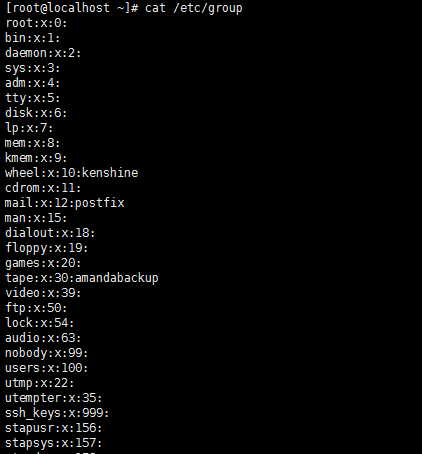 [root@localhost ~]# cat /etc/group
root:x:0:
bin:x:1:
daemon:x:2:
sys:x:3:
adm:x:4:
tty:x:5:
disk:x:6:
lp:x:7:
mem:x:8:
kmem:x:9:
wheel:x:10:kenshine
cdrom:x:11:
mail:x:12:postfix
man:x:15:
dialout:x:18:
floppy:x:19:
games:x:20:
tape:x:30:amandabackup
video:x:39:
ftp:x:50:
lock:x:54:
audio:x:63:
nobody:x:99:
users:x:100:
utmp:x:22:
utempter:x:35:
ssh_keys:x:999:
stapusr:x:156:
stapsys:x:157: